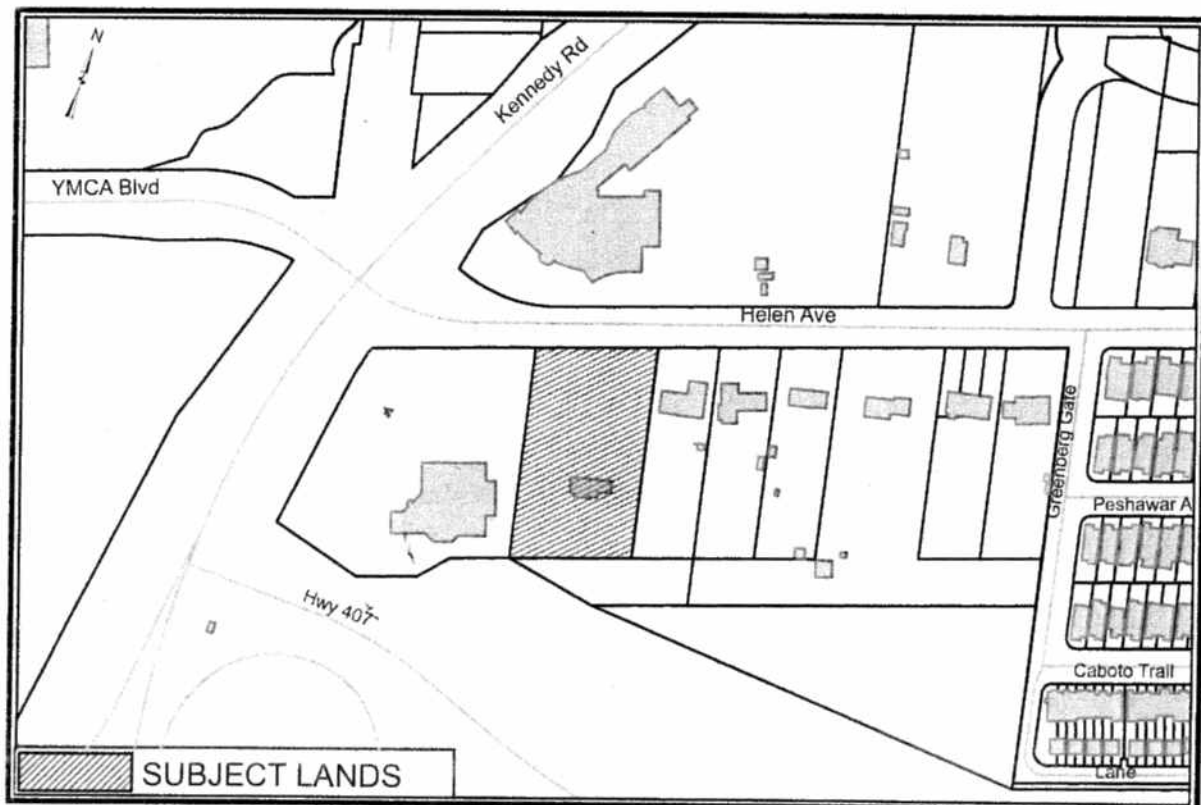 N
Kennedy Rd
YMCA Blvd
Helen Ave
Greenberg Gate
Peshawar A
Hwy 407
Caboto Trail
SUBJECT LANDS
Lane